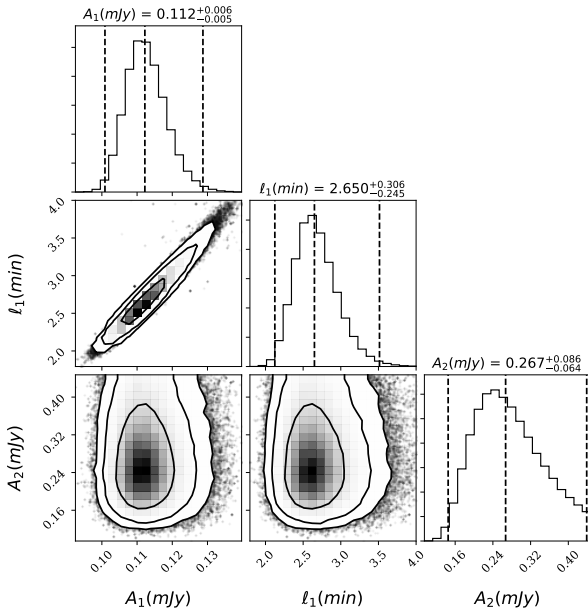 A₁(mJy) = 0.112⁺⁰·⁰⁰⁶₋₀.₀₀₅
ℓ₁(min) = 2.650⁺⁰·³⁰⁶₋₀.₂₄₅
A₂(mJy) = 0.267⁺⁰·⁰⁸⁶₋₀.₀₆₄
ℓ₁(min)
4.0
3.5
3.0
2.5
2.0
A₂(mJy)
0.40
0.32
0.24
0.16
0.10 0.11 0.12 0.13
2.0 2.5 3.0 3.5 4.0
0.16 0.24 0.32 0.40
A₁(mJy) ℓ₁(min) A₂(mJy)